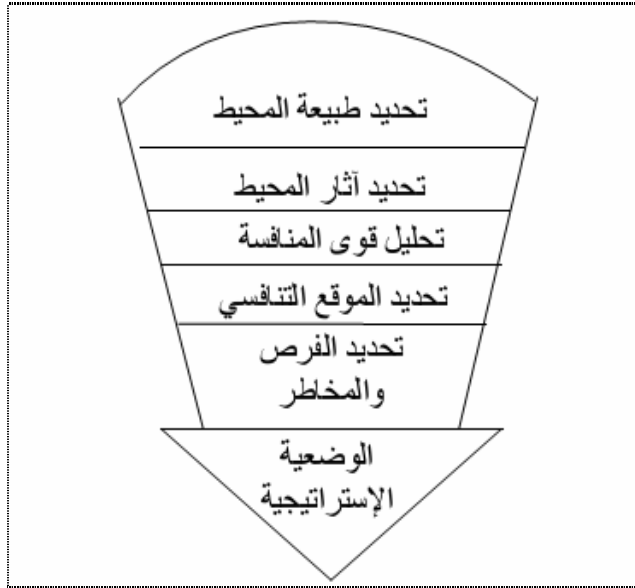 تحديد طبيعة المحيط
تحديد آثار المحيط
تحليل قوى المنافسة
تحديد الموقع التنافسي
تحديد الفرص
والمخاطر
الوضعية
الإستراتيجية